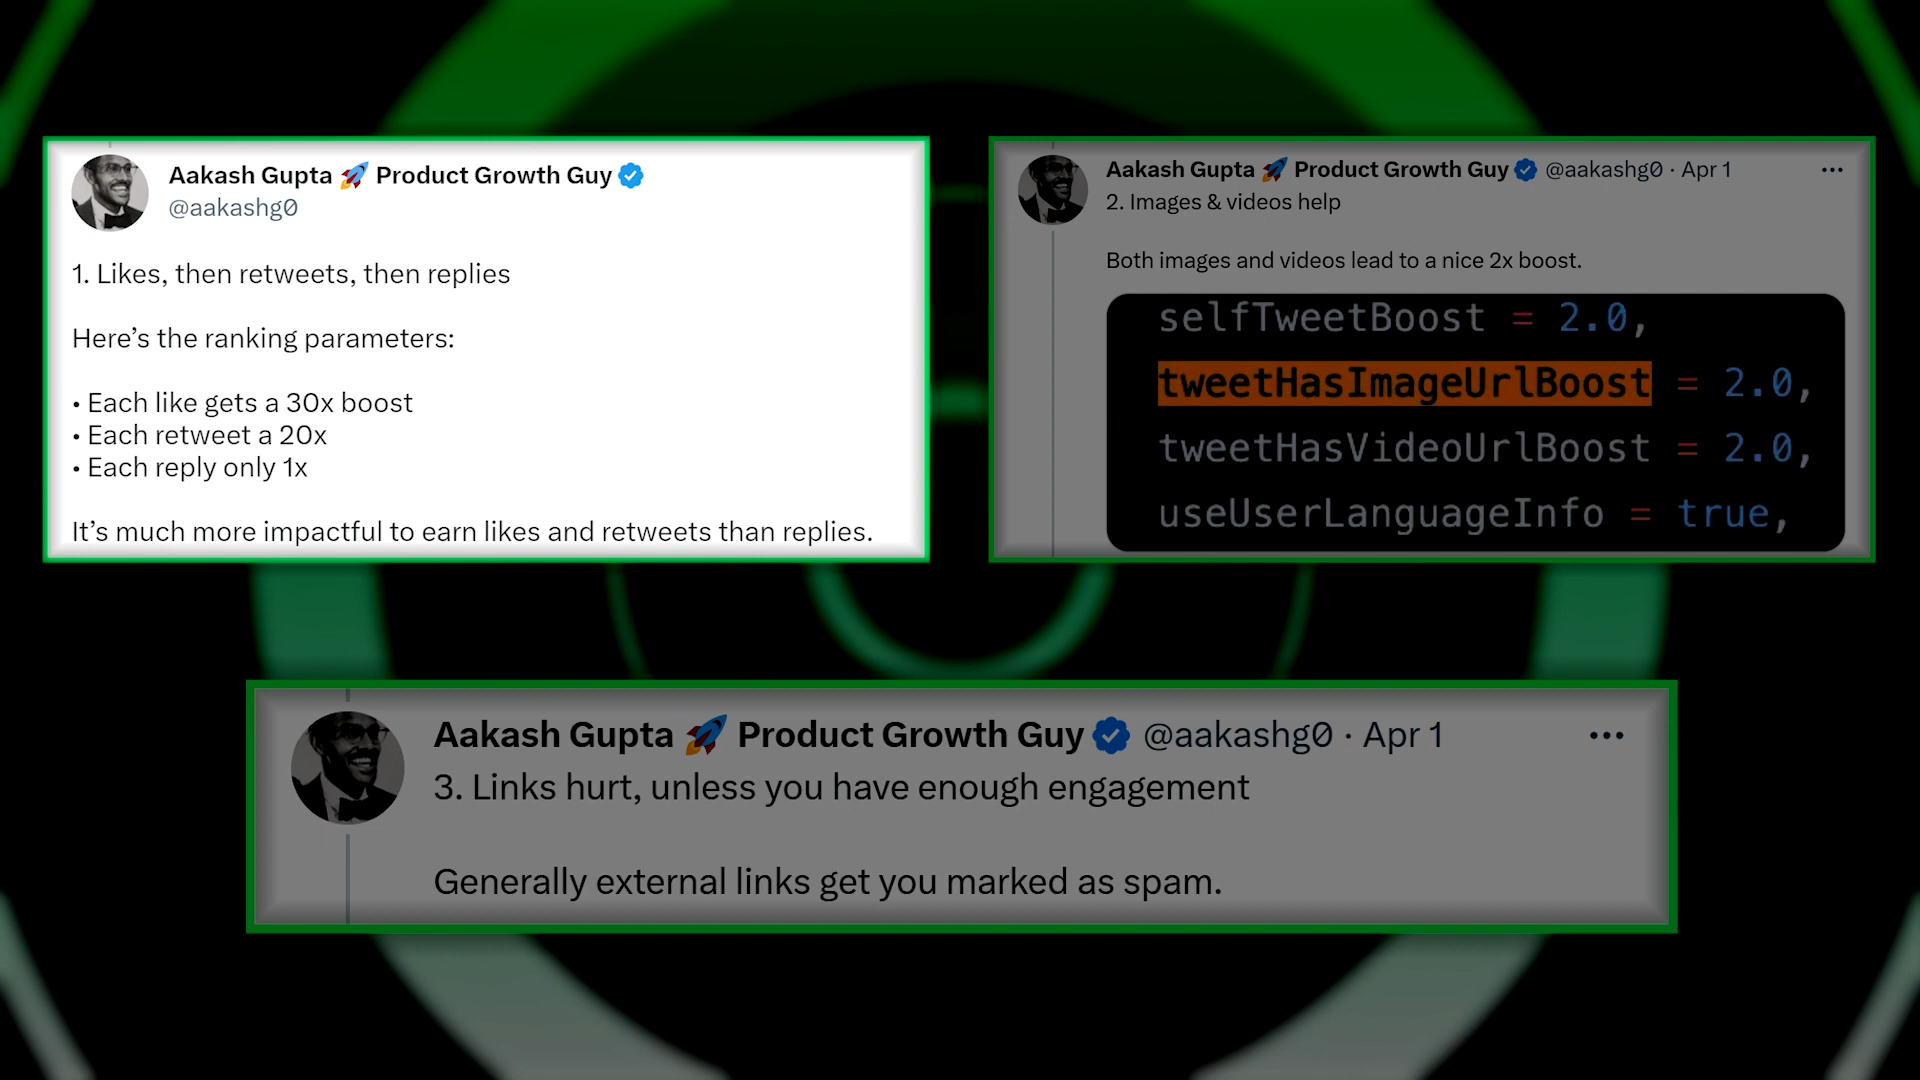 Aakash Gupta 🚀 Product Growth Guy
@aakashg0
1. Likes, then retweets, then replies
Here’s the ranking parameters:
• Each like gets a 30x boost
• Each retweet a 20x
• Each reply only 1x
It’s much more impactful to earn likes and retweets than replies.
Aakash Gupta 🚀 Product Growth Guy @aakashg0 · Apr 1
2. Images & videos help
Both images and videos lead to a nice 2x boost.
selfTweetBoost = 2.0,
tweetHasImageUrlBoost = 2.0,
tweetHasVideoUrlBoost = 2.0,
useUserLanguageInfo = true,
Aakash Gupta 🚀 Product Growth Guy @aakashg0 · Apr 1
3. Links hurt, unless you have enough engagement
Generally external links get you marked as spam.